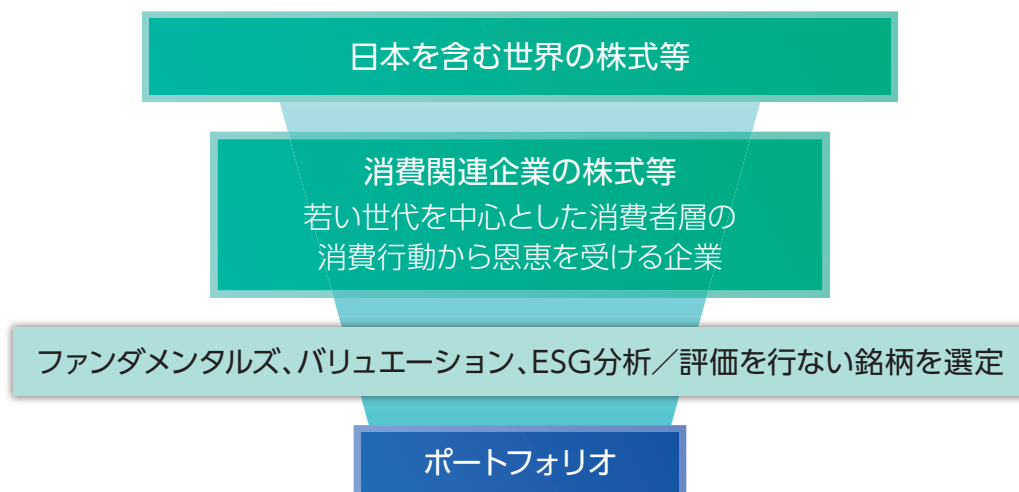 日本を含む世界の株式等
消費関連企業の株式等
若い世代を中心とした消費者層の
消費行動から恩恵を受ける企業
ファンダメンタルズ、バリュエーション、ESG分析／評価を行ない銘柄を選定
ポートフォリオ